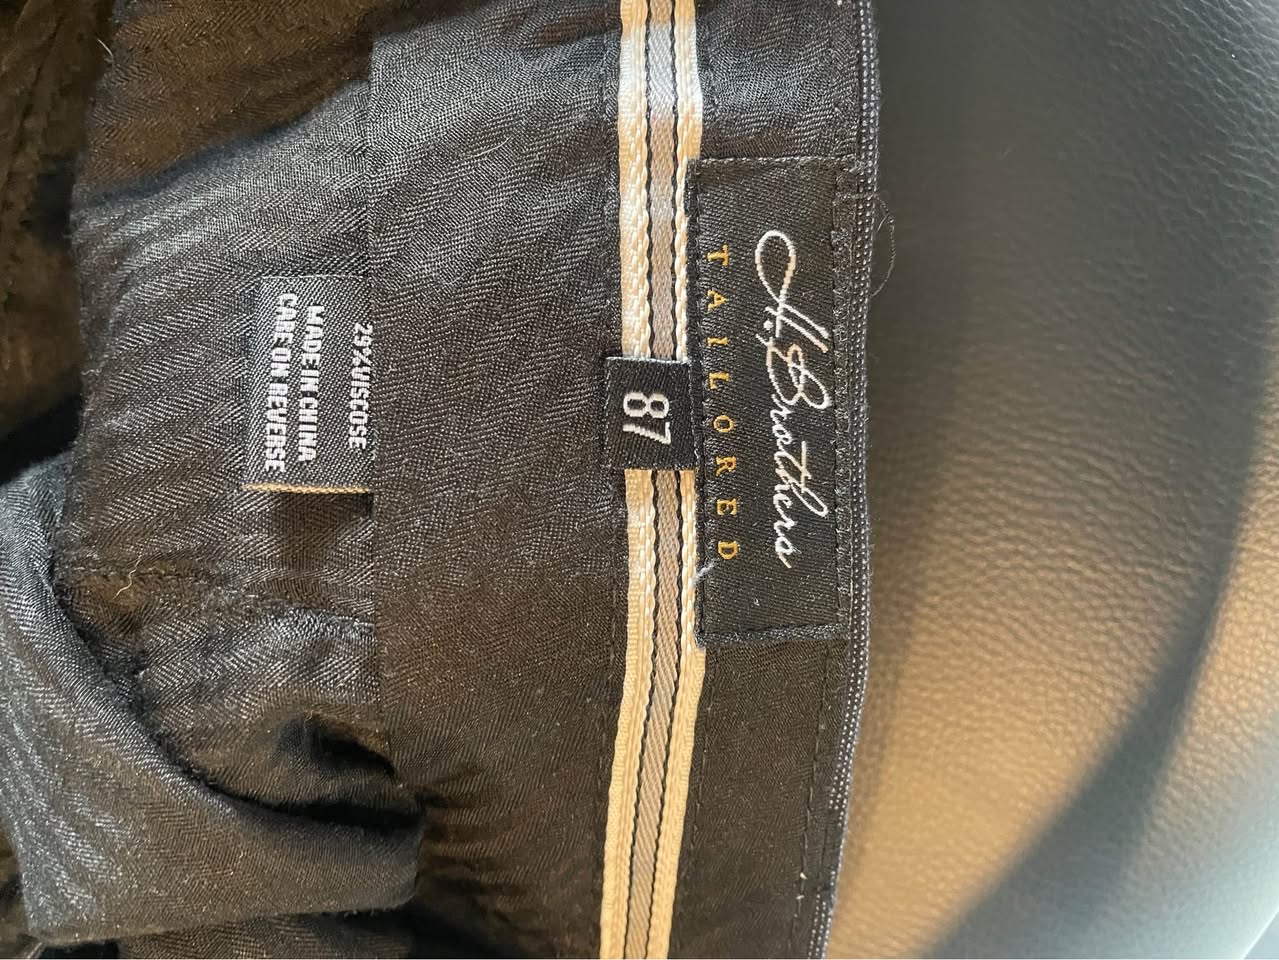 H. Brothers
TAILORED
87
29% VISCOSE
MADE IN CHINA
CARE ON REVERSE